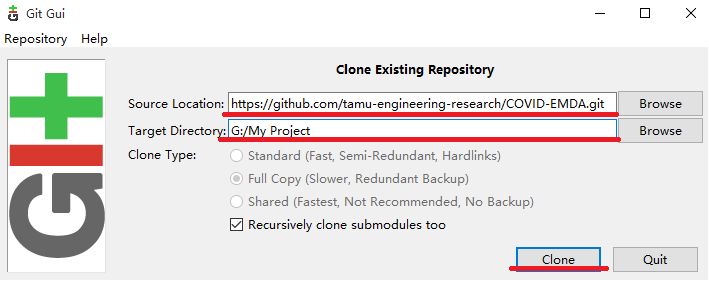 Git Gui
Repository Help
Clone Existing Repository
Source Location: https://github.com/tamu-engineering-research/COVID-EMDA.git Browse
Target Directory: G:/My Project Browse
Clone Type: Standard (Fast, Semi-Redundant, Hardlinks)
Full Copy (Slower, Redundant Backup)
Shared (Fastest, Not Recommended, No Backup)
Recursively clone submodules too
Clone Quit
GIt